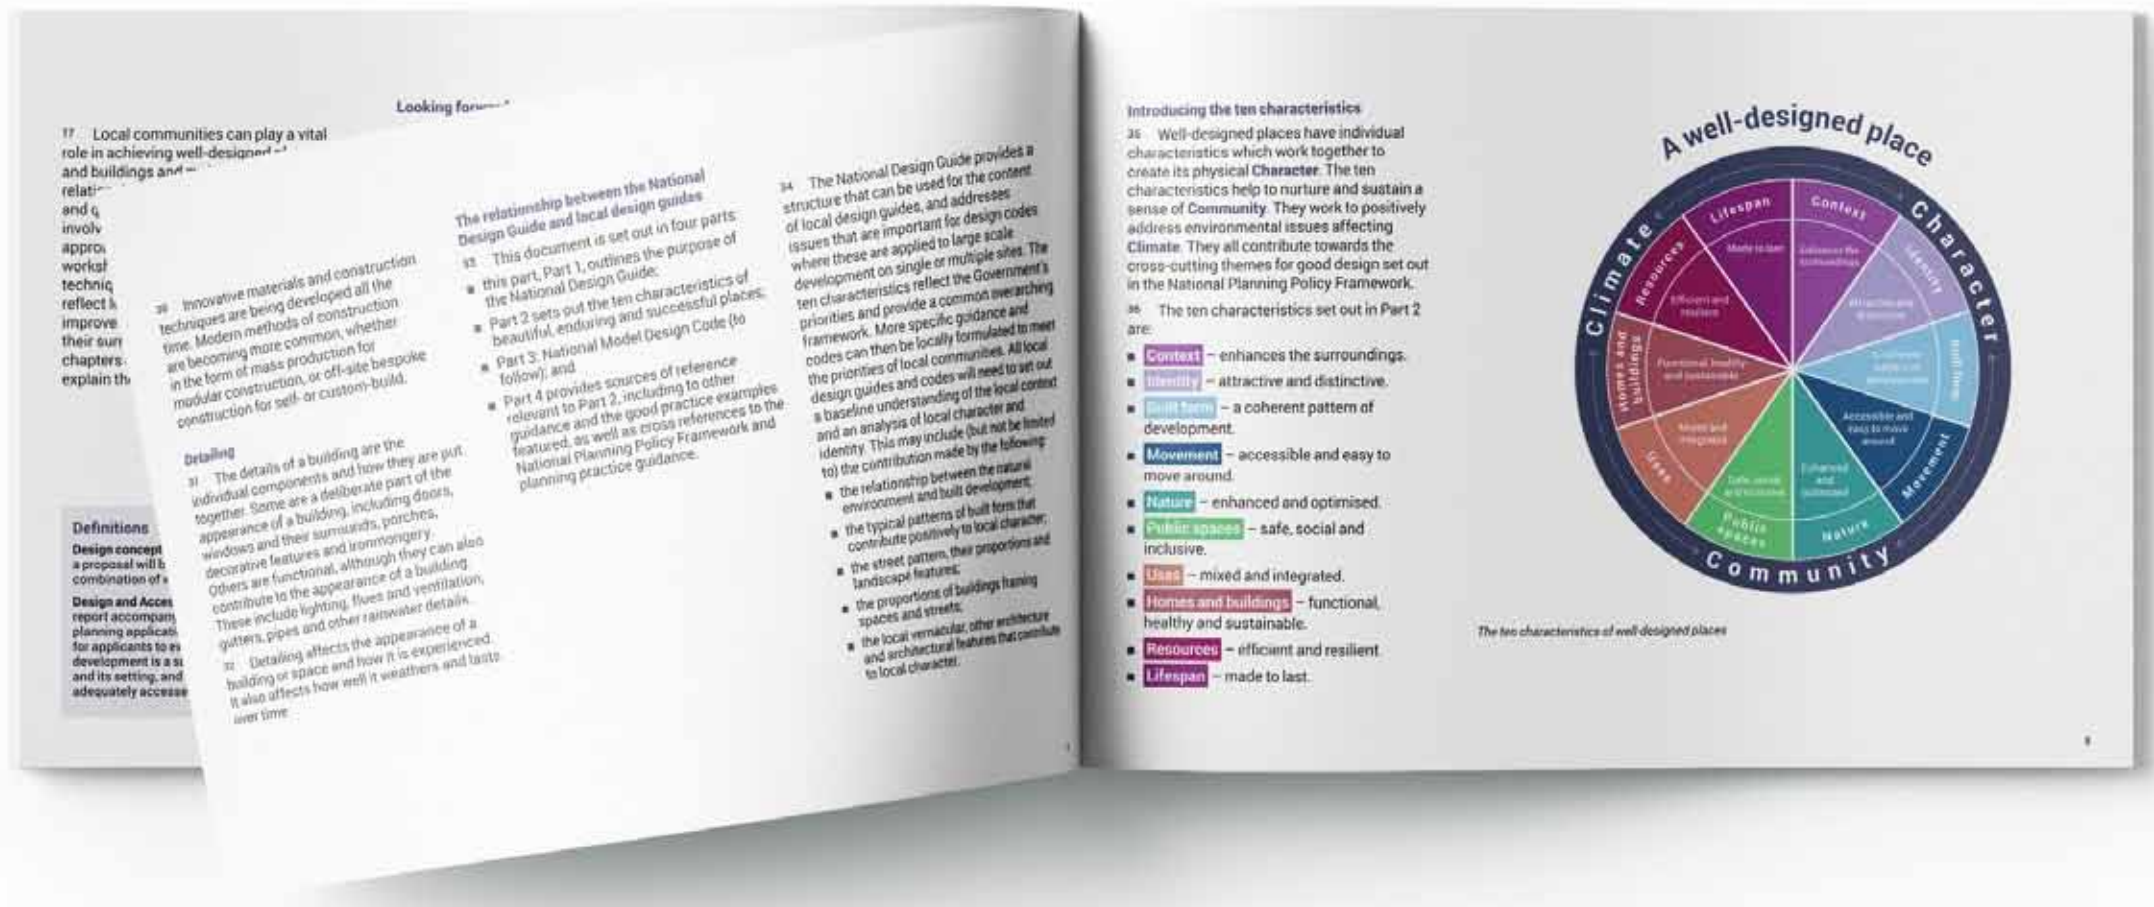 Looking
17 Local communities can play a vital
role in achieving well-designed
and buildings and
and
explain
Definitions
Design concept
a proposal will
combination of
Design and
report
planning
for applicants to
development is a
and its setting, and
adequately
30 Innovative materials and construction
techniques are being developed all the
time. Modern methods of construction
are becoming more common, whether
in the form of mass production for
modular construction, or off-site bespoke
construction for self- or custom-build.
Detailing
31 The details of a building are the
individual components and how they are put
together. Some are a deliberate part of the
appearance of a building, including doors,
windows and their surrounds, porches,
decorative features and ironmongery.
Others are functional, although they can also
contribute to the appearance of a building.
These include lighting, flues and ventilation,
gutters, pipes and other rainwater details.
32 Detailing affects the appearance of a
building or space and how it is experienced.
It also affects how well it weathers and lasts
over time.
The relationship between the National
Design Guide and local design guides
33 This document is set out in four parts:
■ this part, Part 1, outlines the purpose of
the National Design Guide;
■ Part 2 sets out the ten characteristics of
beautiful, enduring and successful places;
■ Part 3: National Model Design Code (to
follow); and
■ Part 4 provides sources of reference
relevant to Part 2, including to other
guidance and the good practice examples
featured, as well as cross references to the
National Planning Policy Framework and
planning practice guidance.
34 The National Design Guide provides a
structure that can be used for the content
of local design guides, and addresses
issues that are important for design codes
where these are applied to large scale
development on single or multiple sites. The
ten characteristics reflect the Government's
priorities and provide a common overarching
framework. More specific guidance and
codes can then be locally formulated to meet
the priorities of local communities. All local
design guides and codes will need to set out
a baseline understanding of the local context
and an analysis of local character and
identity. This may include (but not be limited
to) the contribution made by the following:
■ the relationship between the natural
environment and built development;
■ the typical patterns of built form that
contribute positively to local character;
■ the street pattern, their proportions and
landscape features;
■ the proportions of buildings framing
spaces and streets;
■ the local vernacular, other architecture
and architectural features that contribute
to local character.
Introducing the ten characteristics
35 Well-designed places have individual
characteristics which work together to
create its physical Character. The ten
characteristics help to nurture and sustain a
sense of Community. They work to positively
address environmental issues affecting
Climate. They all contribute towards the
cross-cutting themes for good design set out
in the National Planning Policy Framework.
36 The ten characteristics set out in Part 2
are:
■ Context – enhances the surroundings.
■ Identity – attractive and distinctive.
■ Built form – a coherent pattern of
development.
■ Movement – accessible and easy to
move around.
■ Nature – enhanced and optimised.
■ Public spaces – safe, social and
inclusive.
■ Uses – mixed and integrated.
■ Homes and buildings – functional,
healthy and sustainable.
■ Resources – efficient and resilient.
■ Lifespan – made to last.
A well-designed place
Climate
Character
Community
Lifespan
Made to last
Context
Enhances the
surroundings
Identity
Attractive and
distinctive
Built form
Movement
Accessible and
easy to move
around
Nature
Enhanced
and
optimised
Public
spaces
Safe, social
and inclusive
Uses
Mixed and
integrated
Homes and
buildings
Functional, healthy
and sustainable
Resources
Efficient and
resilient
The ten characteristics of well-designed places